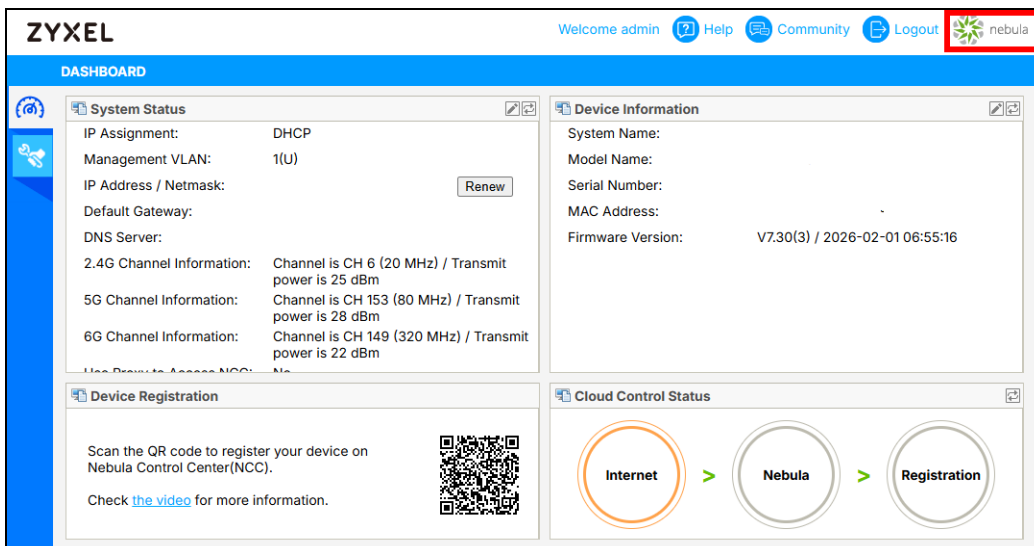 ZYXEL
Welcome admin Help Community Logout nebula
DASHBOARD
System Status
IP Assignment: DHCP
Management VLAN: 1(U)
IP Address / Netmask: Renew
Default Gateway:
DNS Server:
2.4G Channel Information: Channel is CH 6 (20 MHz) / Transmit
power is 25 dBm
5G Channel Information: Channel is CH 153 (80 MHz) / Transmit
power is 28 dBm
6G Channel Information: Channel is CH 149 (320 MHz) / Transmit
power is 22 dBm
Use Proxy to Access NCC: No
Device Information
System Name:
Model Name:
Serial Number:
MAC Address:
Firmware Version: V7.30(3) / 2026-02-01 06:55:16
Device Registration
Scan the QR code to register your device on
Nebula Control Center(NCC).
Check the video for more information.
Cloud Control Status
Internet > Nebula > Registration